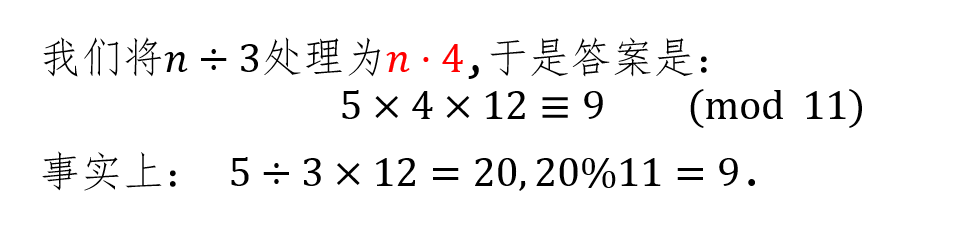 我们将n ÷ 3处理为n · 4,于是答案是：
5 × 4 × 12 ≡ 9 (mod 11)
事实上： 5 ÷ 3 × 12 = 20, 20%11 = 9.